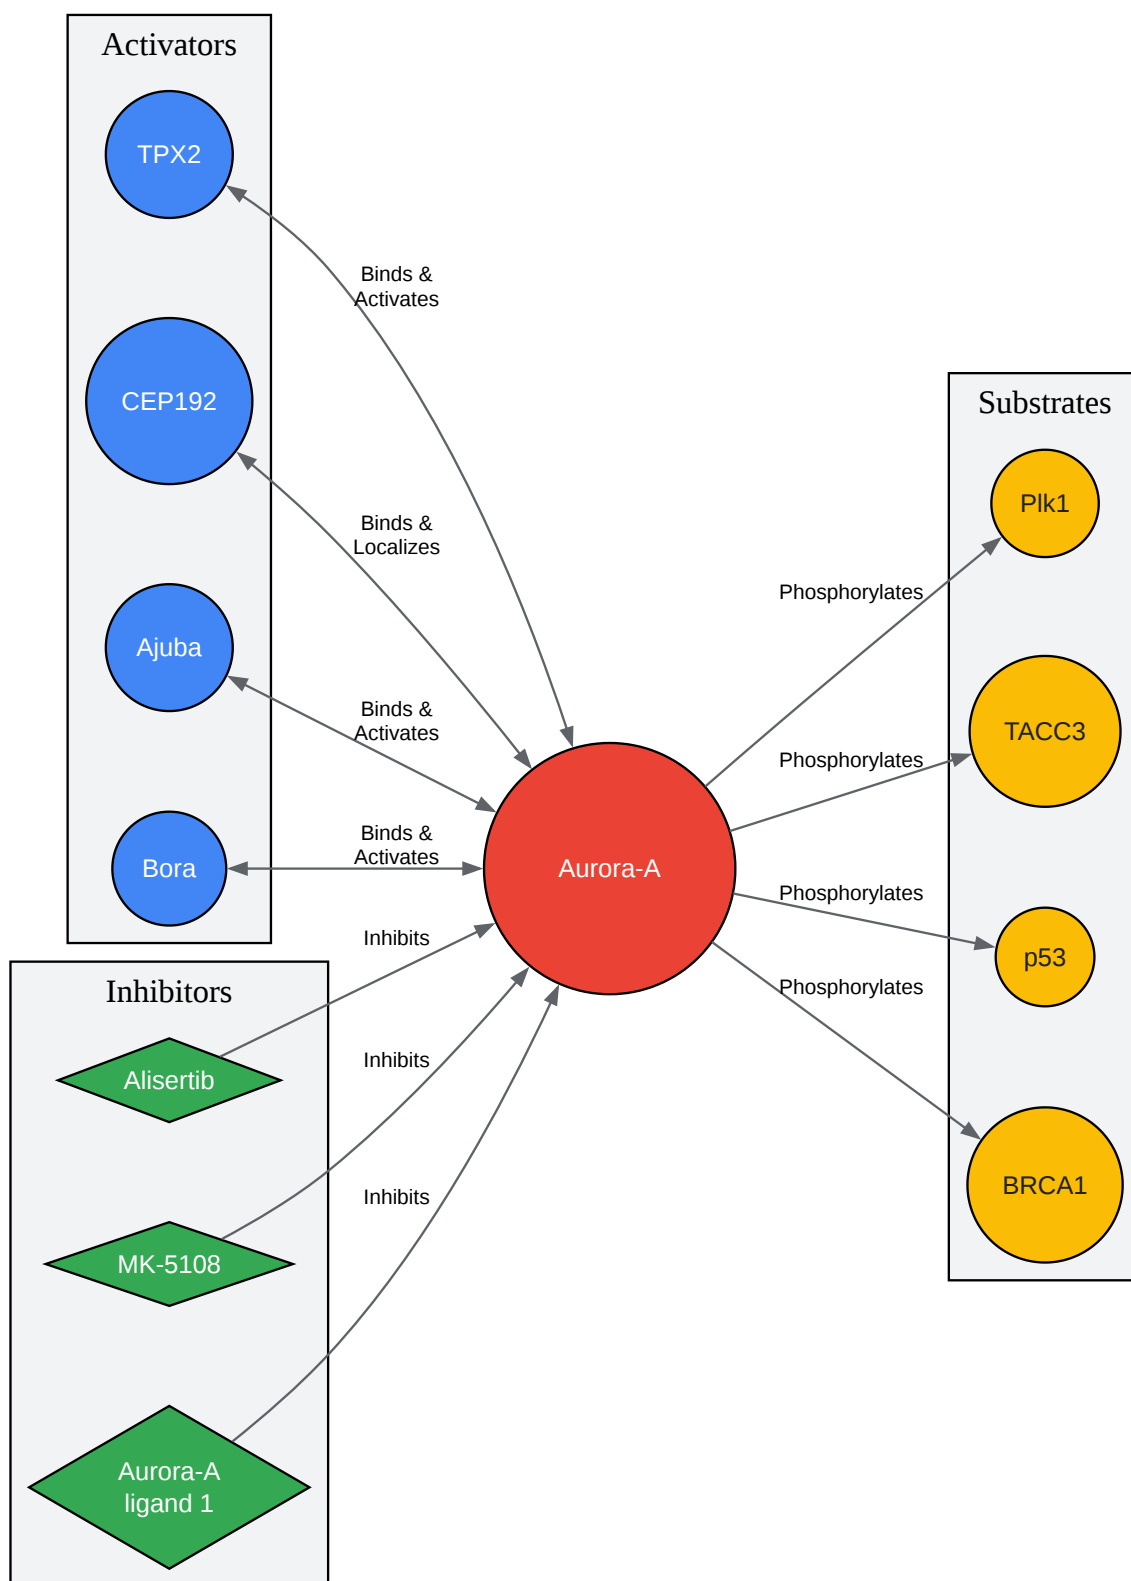 Activators
TPX2
CEP192
Ajuba
Bora
Binds &
Activates
Binds &
Localizes
Binds &
Activates
Binds &
Activates
Inhibitors
Alisertib
MK-5108
Aurora-A
ligand 1
Inhibits
Inhibits
Inhibits
Aurora-A
Phosphorylates
Phosphorylates
Phosphorylates
Phosphorylates
Substrates
Plk1
TACC3
p53
BRCA1